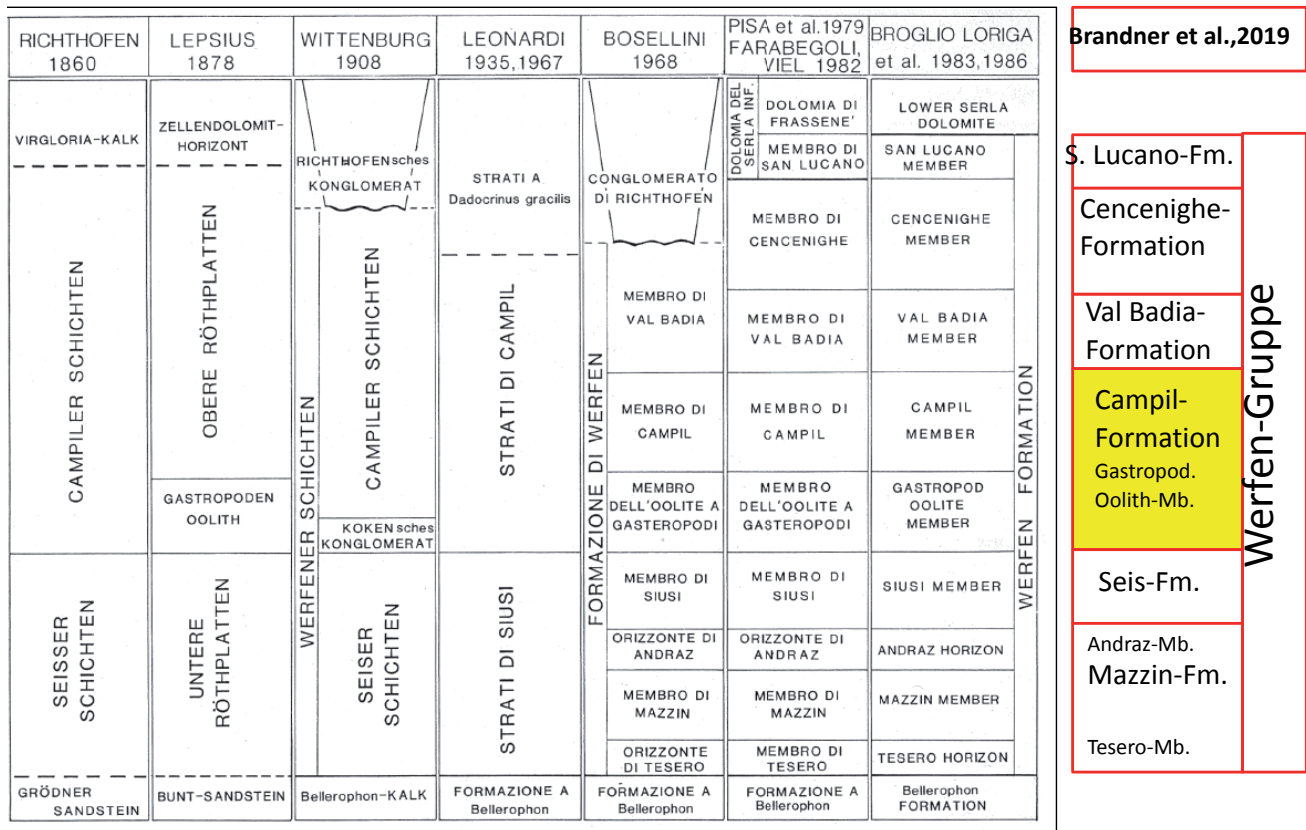 RICHTHOFEN
1860
VIRGLORIA-KALK
CAMPILER SCHICHTEN
SEISSER
SCHICHTEN
GRÖDNER
SANDSTEIN
LEPSIUS
1878
ZELLENDOLOMIT-
HORIZONT
OBERE RÖTHPLATTEN
GASTROPODEN
OOLITH
UNTERE
RÖTHPLATTEN
BUNT-SANDSTEIN
WITTENBURG
1908
RICHTHOFENsches
KONGLOMERAT
WERFENER SCHICHTEN
CAMPILER SCHICHTEN
KOKENsches
KONGLOMERAT
SEISER
SCHICHTEN
Bellerophon-KALK
LEONARDI
1935,1967
STRATI A
Dadocrinus gracilis
STRATI DI CAMPIL
STRATI DI SIUSI
FORMAZIONE A
Bellerophon
BOSELLINI
1968
CONGLOMERATO
DI RICHTHOFEN
FORMAZIONE DI WERFEN
MEMBRO DI
VAL BADIA
MEMBRO DI
CAMPIL
MEMBRO
DELL'OOLITE A
GASTEROPODI
MEMBRO DI
SIUSI
ORIZZONTE DI
ANDRAZ
MEMBRO DI
MAZZIN
ORIZZONTE
DI TESERO
FORMAZIONE A
Bellerophon
PISA et al.1979
FARABEGOLI,
VIEL 1982
DOLOMIA DEL
SERLA INF.
DOLOMIA DI
FRASSENE'
MEMBRO DI
SAN LUCANO
MEMBRO DI
CENCENIGHE
MEMBRO DI
VAL BADIA
MEMBRO DI
CAMPIL
MEMBRO
DELL'OOLITE A
GASTEROPODI
MEMBRO DI
SIUSI
ORIZZONTE DI
ANDRAZ
MEMBRO DI
MAZZIN
MEMBRO DI
TESERO
FORMAZIONE A
Bellerophon
BROGLIO LORIGA
et al. 1983,1986
LOWER SERLA
DOLOMITE
SAN LUCANO
MEMBER
CENCENIGHE
MEMBER
VAL BADIA
MEMBER
CAMPIL
MEMBER
GASTROPOD
OOLITE
MEMBER
SIUSI MEMBER
ANDRAZ HORIZON
MAZZIN MEMBER
TESERO HORIZON
WERFEN FORMATION
Bellerophon
FORMATION
Brandner et al.,2019
S. Lucano-Fm.
Cencenighe-
Formation
Val Badia-
Formation
Campil-
Formation
Gastropod.
Oolith-Mb.
Seis-Fm.
Andraz-Mb.
Mazzin-Fm.
Tesero-Mb.
Werfen-Gruppe